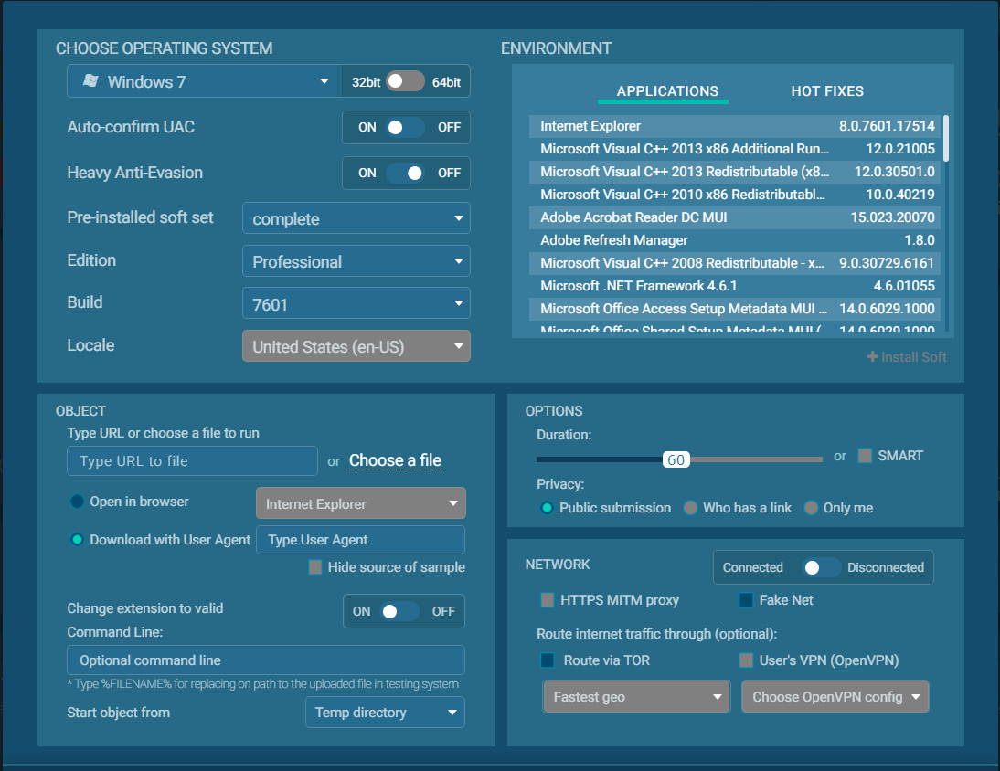 CHOOSE OPERATING SYSTEM
Windows 7
32bit 64bit
Auto-confirm UAC
ON OFF
Heavy Anti-Evasion
ON OFF
Pre-installed soft set
complete
Edition
Professional
Build
7601
Locale
United States (en-US)
ENVIRONMENT
APPLICATIONS HOT FIXES
Internet Explorer 8.0.7601.17514
Microsoft Visual C++ 2013 x86 Additional Run... 12.0.21005
Microsoft Visual C++ 2013 Redistributable (x8... 12.0.30501.0
Microsoft Visual C++ 2010 x86 Redistributabl... 10.0.40219
Adobe Acrobat Reader DC MUI 15.023.20070
Adobe Refresh Manager 1.8.0
Microsoft Visual C++ 2008 Redistributable - x... 9.0.30729.6161
Microsoft .NET Framework 4.6.1 4.6.01055
Microsoft Office Access Setup Metadata MUI ... 14.0.6029.1000
Microsoft Office Shared Setup Metadata MUI (... 14.0.6029.1000
+ Install Soft
OBJECT
Type URL or choose a file to run
Type URL to file or Choose a file
Open in browser Internet Explorer
Download with User Agent Type User Agent
Hide source of sample
Change extension to valid ON OFF
Command Line:
Optional command line
* Type %FILENAME% for replacing on path to the uploaded file in testing system
Start object from Temp directory
OPTIONS
Duration:
60 or SMART
Privacy:
Public submission Who has a link Only me
NETWORK Connected Disconnected
HTTPS MITM proxy Fake Net
Route internet traffic through (optional):
Route via TOR User's VPN (OpenVPN)
Fastest geo Choose OpenVPN config